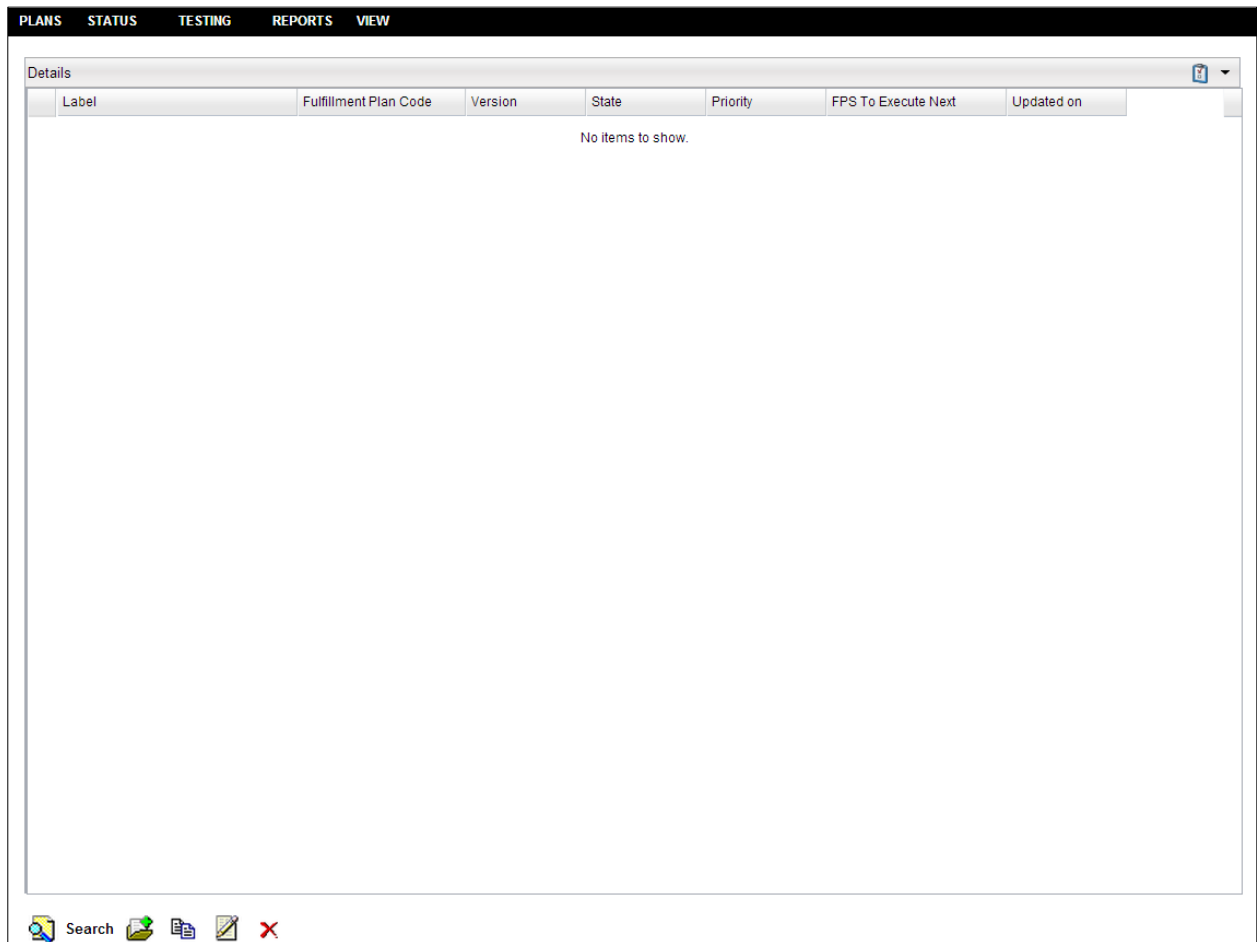 PLANS STATUS TESTING REPORTS VIEW
Details
Label Fulfillment Plan Code Version State Priority FPS To Execute Next Updated on
No items to show.
Search